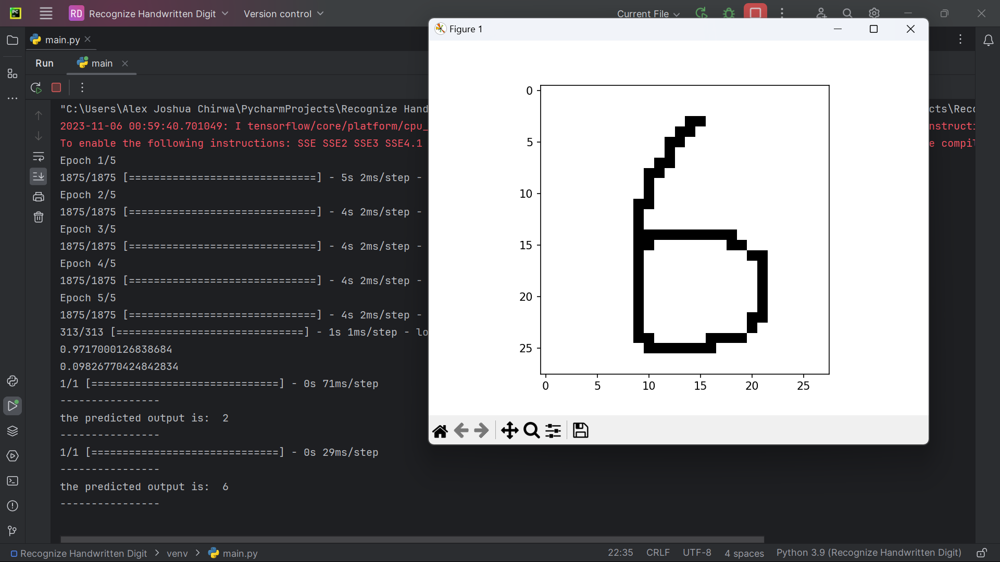 RD Recognize Handwritten Digit Version control Current File
main.py
Run main
"C:\Users\Alex Joshua Chirwa\PycharmProjects\Recognize Hand
2023-11-06 00:59:40.701049: I tensorflow/core/platform/cpu_
To enable the following instructions: SSE SSE2 SSE3 SSE4.1
Epoch 1/5
1875/1875 [==============================] - 5s 2ms/step -
Epoch 2/5
1875/1875 [==============================] - 4s 2ms/step -
Epoch 3/5
1875/1875 [==============================] - 4s 2ms/step -
Epoch 4/5
1875/1875 [==============================] - 4s 2ms/step -
Epoch 5/5
1875/1875 [==============================] - 4s 2ms/step -
313/313 [==============================] - 1s 1ms/step - lo
0.9717000126838684
0.09826770424842834
1/1 [==============================] - 0s 71ms/step
----------------
the predicted output is:  2
----------------
1/1 [==============================] - 0s 29ms/step
----------------
the predicted output is:  6
----------------
Figure 1
0
5
10
15
20
25
0 5 10 15 20 25
cts\Rec
nstruct
e compi
Recognize Handwritten Digit > venv > main.py 22:35 CRLF UTF-8 4 spaces Python 3.9 (Recognize Handwritten Digit)